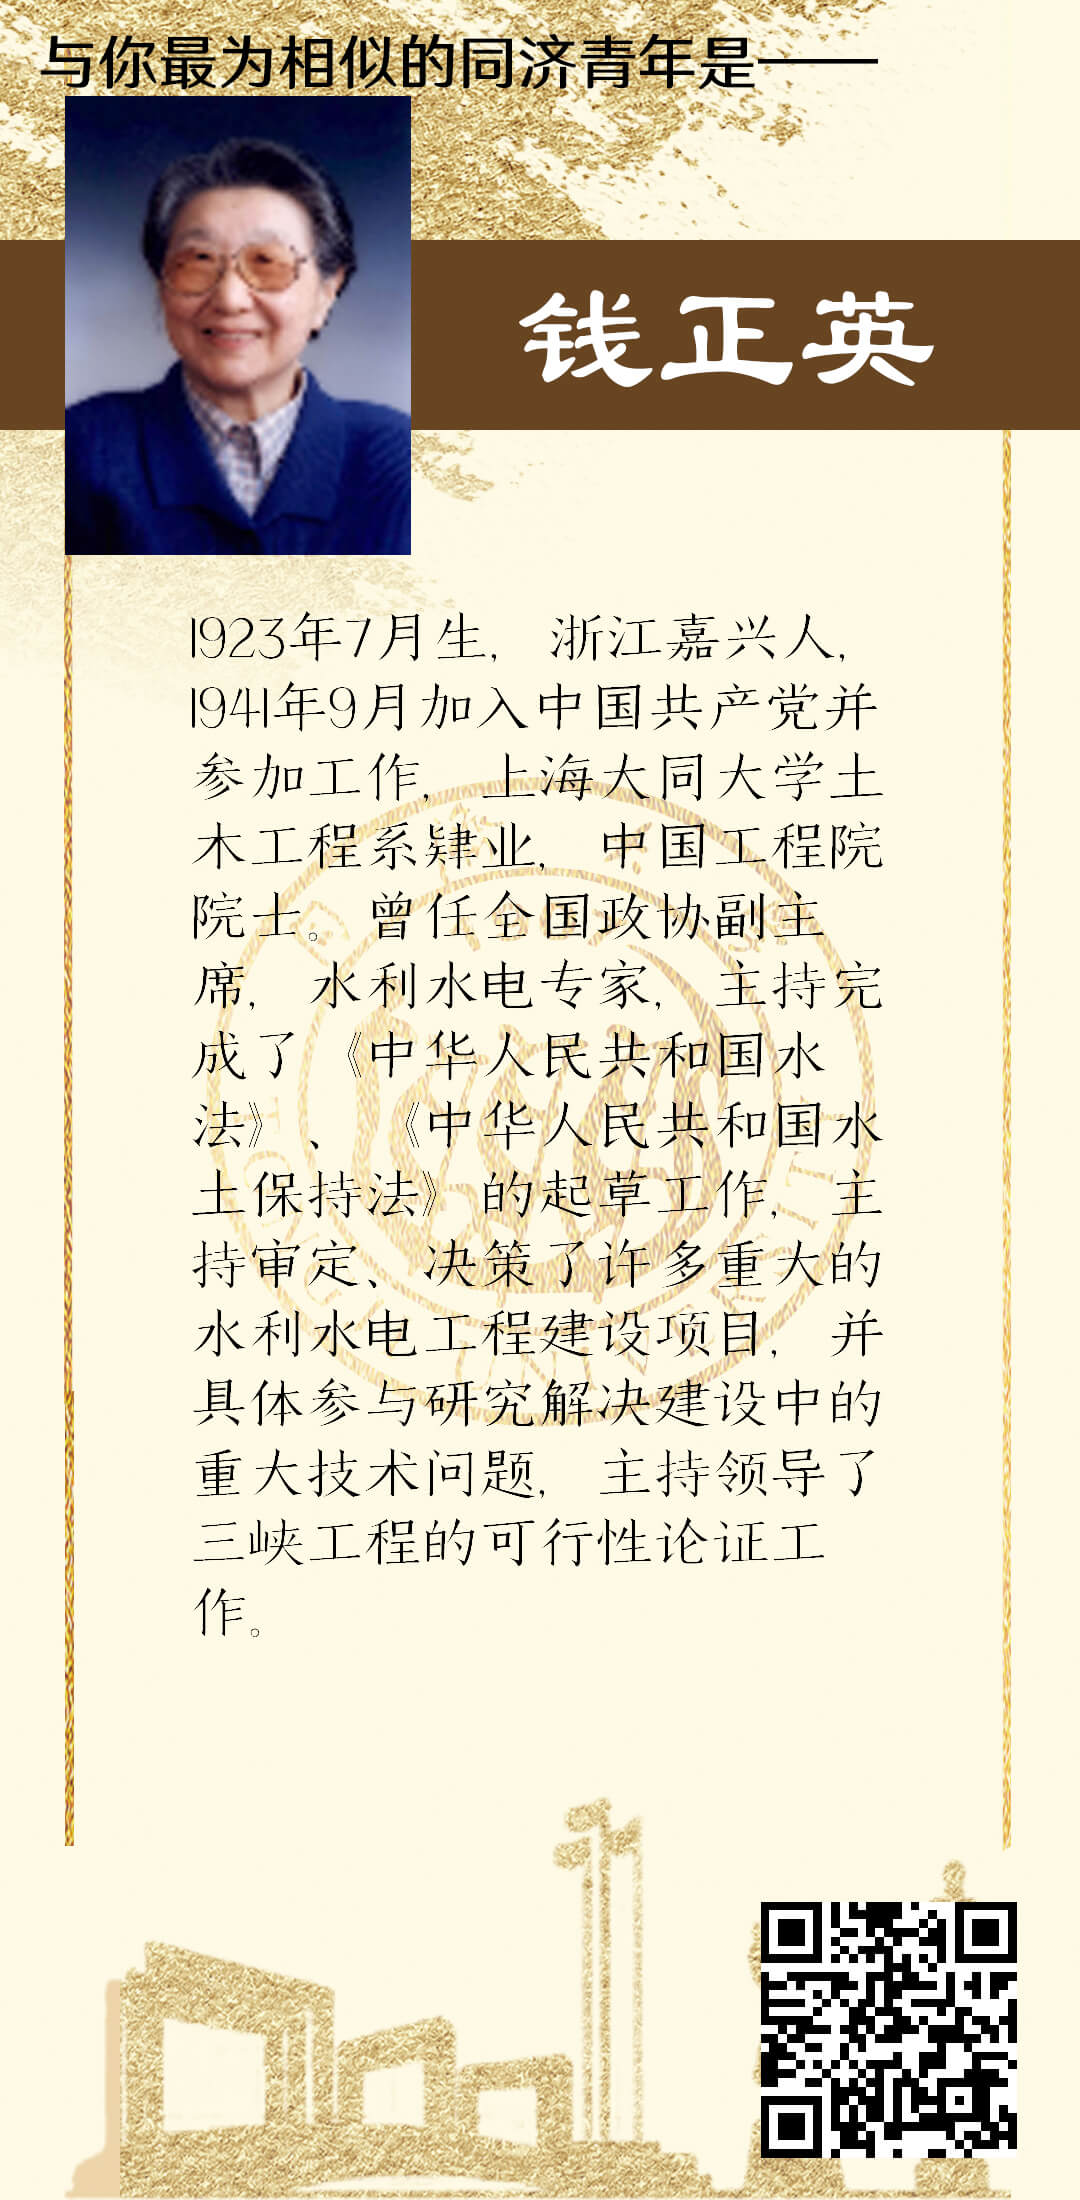 与你最为相似的同济青年是——
钱正英
1923年7月生，浙江嘉兴人，
1941年9月加入中国共产党并
参加工作，上海大同大学土
木工程系肄业，中国工程院
院士。曾任全国政协副主
席，水利水电专家，主持完
成了《中华人民共和国水
法》、《中华人民共和国水
土保持法》的起草工作，主
持审定、决策了许多重大的
水利水电工程建设项目，并
具体参与研究解决建设中的
重大技术问题，主持领导了
三峡工程的可行性论证工
作。